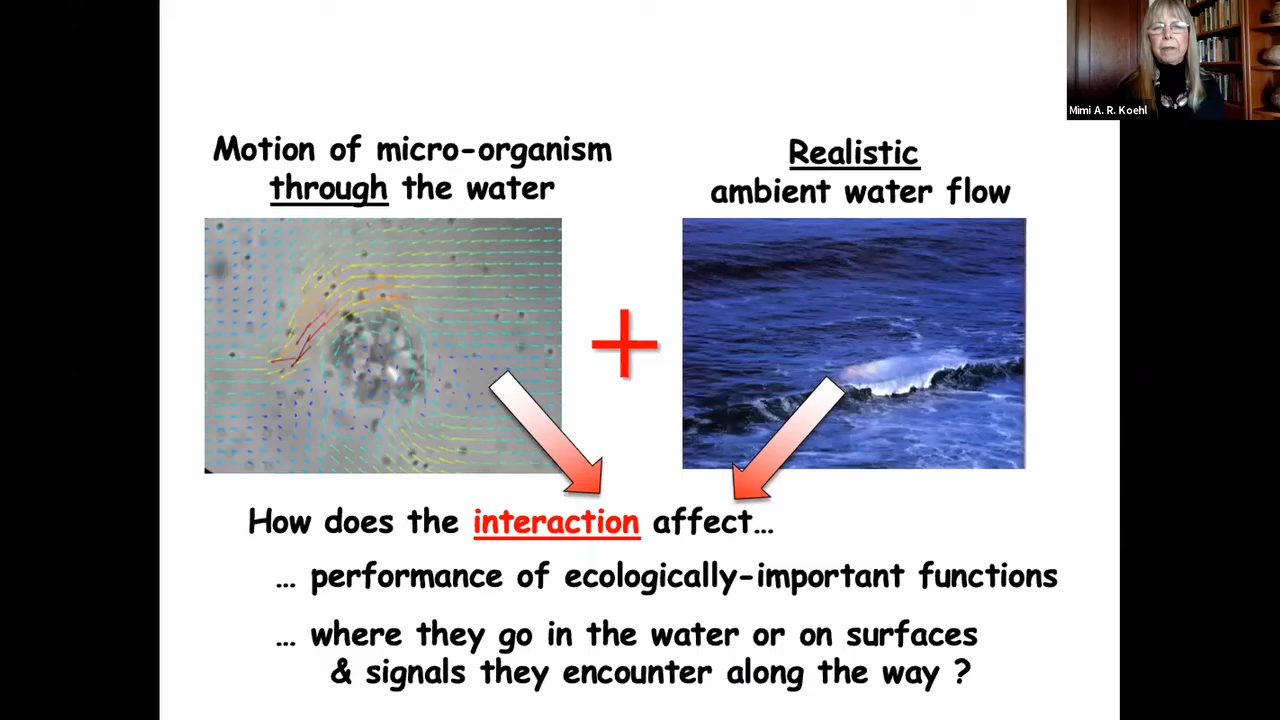 Mimi A. R. Koehl
Motion of micro-organism
through the water
Realistic
ambient water flow
How does the interaction affect...
... performance of ecologically-important functions
... where they go in the water or on surfaces
& signals they encounter along the way ?